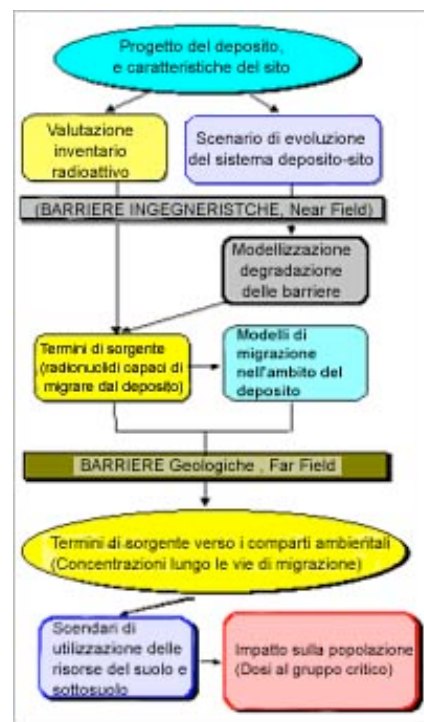 Progetto del deposito,
e caratteristiche del sito
Valutazione
inventario
radioattivo
Scenario di evoluzione
del sistema deposito-sito
(BARRIERE INGEGNERISTCHE, Near Field)
Modellizzazione
degradazione
delle barriere
Termini di sorgente
(radionuclidi capaci di
migrare dal deposito)
Modelli di
migrazione
nell'ambito del
deposito
BARRIERE Geologiche , Far Field
Termini di sorgente verso i comparti ambientali
(Concentrazioni lungo le vie di migrazione)
Scendari di
utilizzazione delle
risorse del suolo e
sottosuolo
Impatto sulla popolazione
(Dosi al gruppo critico)